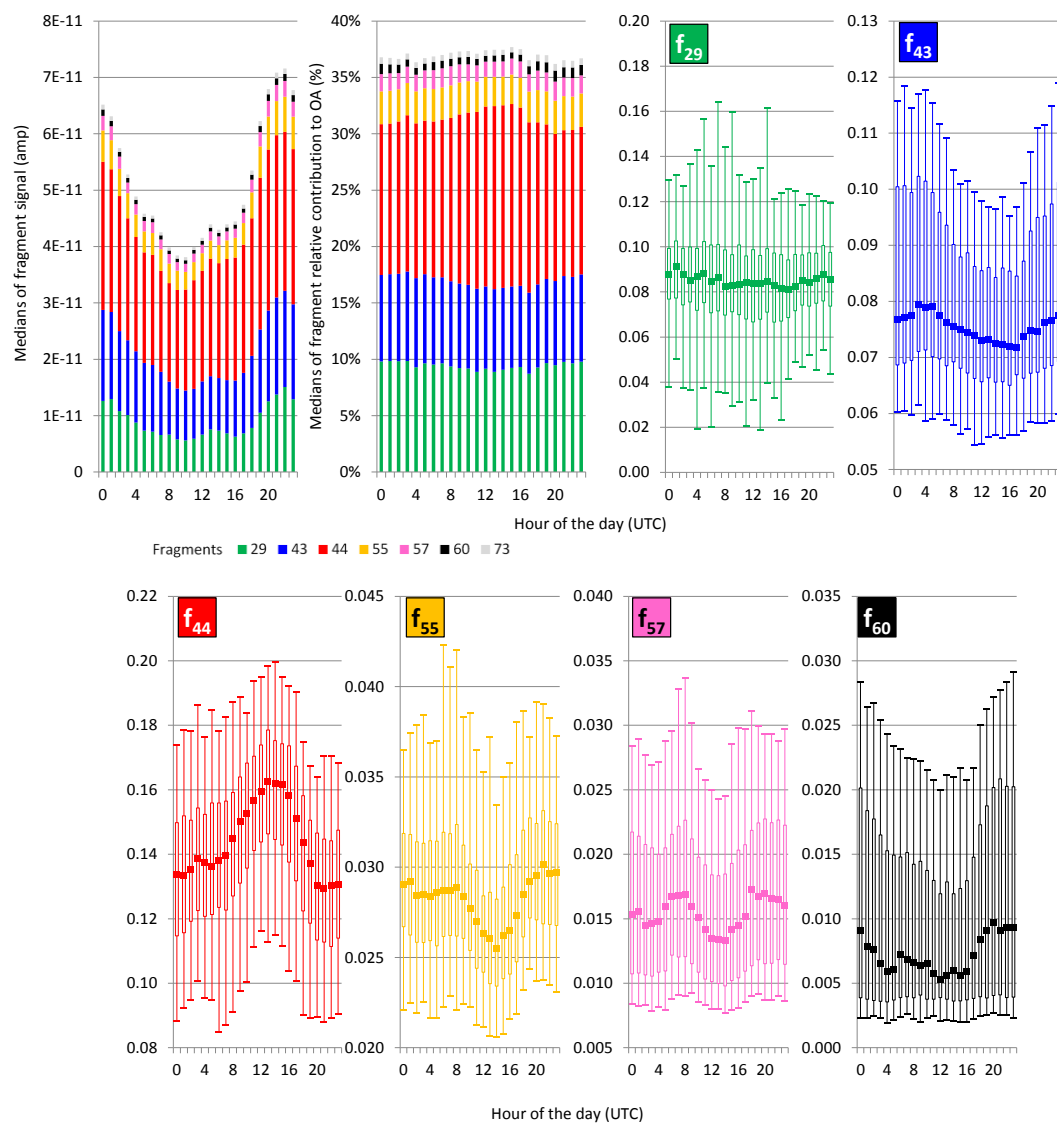 Medians of fragment signal (amp)
8E-11
7E-11
6E-11
5E-11
4E-11
3E-11
2E-11
1E-11
0
0 4 8 12 16 20
Medians of fragment relative contribution to OA (%)
40%
35%
30%
25%
20%
15%
10%
5%
0%
0 4 8 12 16 20
f29
0.20
0.18
0.16
0.14
0.12
0.10
0.08
0.06
0.04
0.02
0.00
0 4 8 12 16 20
f43
0.13
0.12
0.11
0.10
0.09
0.08
0.07
0.06
0.05
0 4 8 12 16 20
Hour of the day (UTC)
Fragments 29 43 44 55 57 60 73
f44
0.22
0.20
0.18
0.16
0.14
0.12
0.10
0.08
0 4 8 12 16 20
f55
0.045
0.040
0.035
0.030
0.025
0.020
0 4 8 12 16 20
f57
0.040
0.035
0.030
0.025
0.020
0.015
0.010
0.005
0 4 8 12 16 20
f60
0.035
0.030
0.025
0.020
0.015
0.010
0.005
0.000
0 4 8 12 16 20
Hour of the day (UTC)